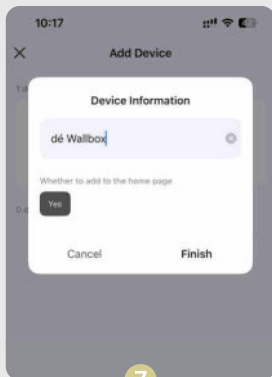 10:17
Add Device
Device Information
dé Wallbox
Whether to add to the home page
Yes
Cancel
Finish
7